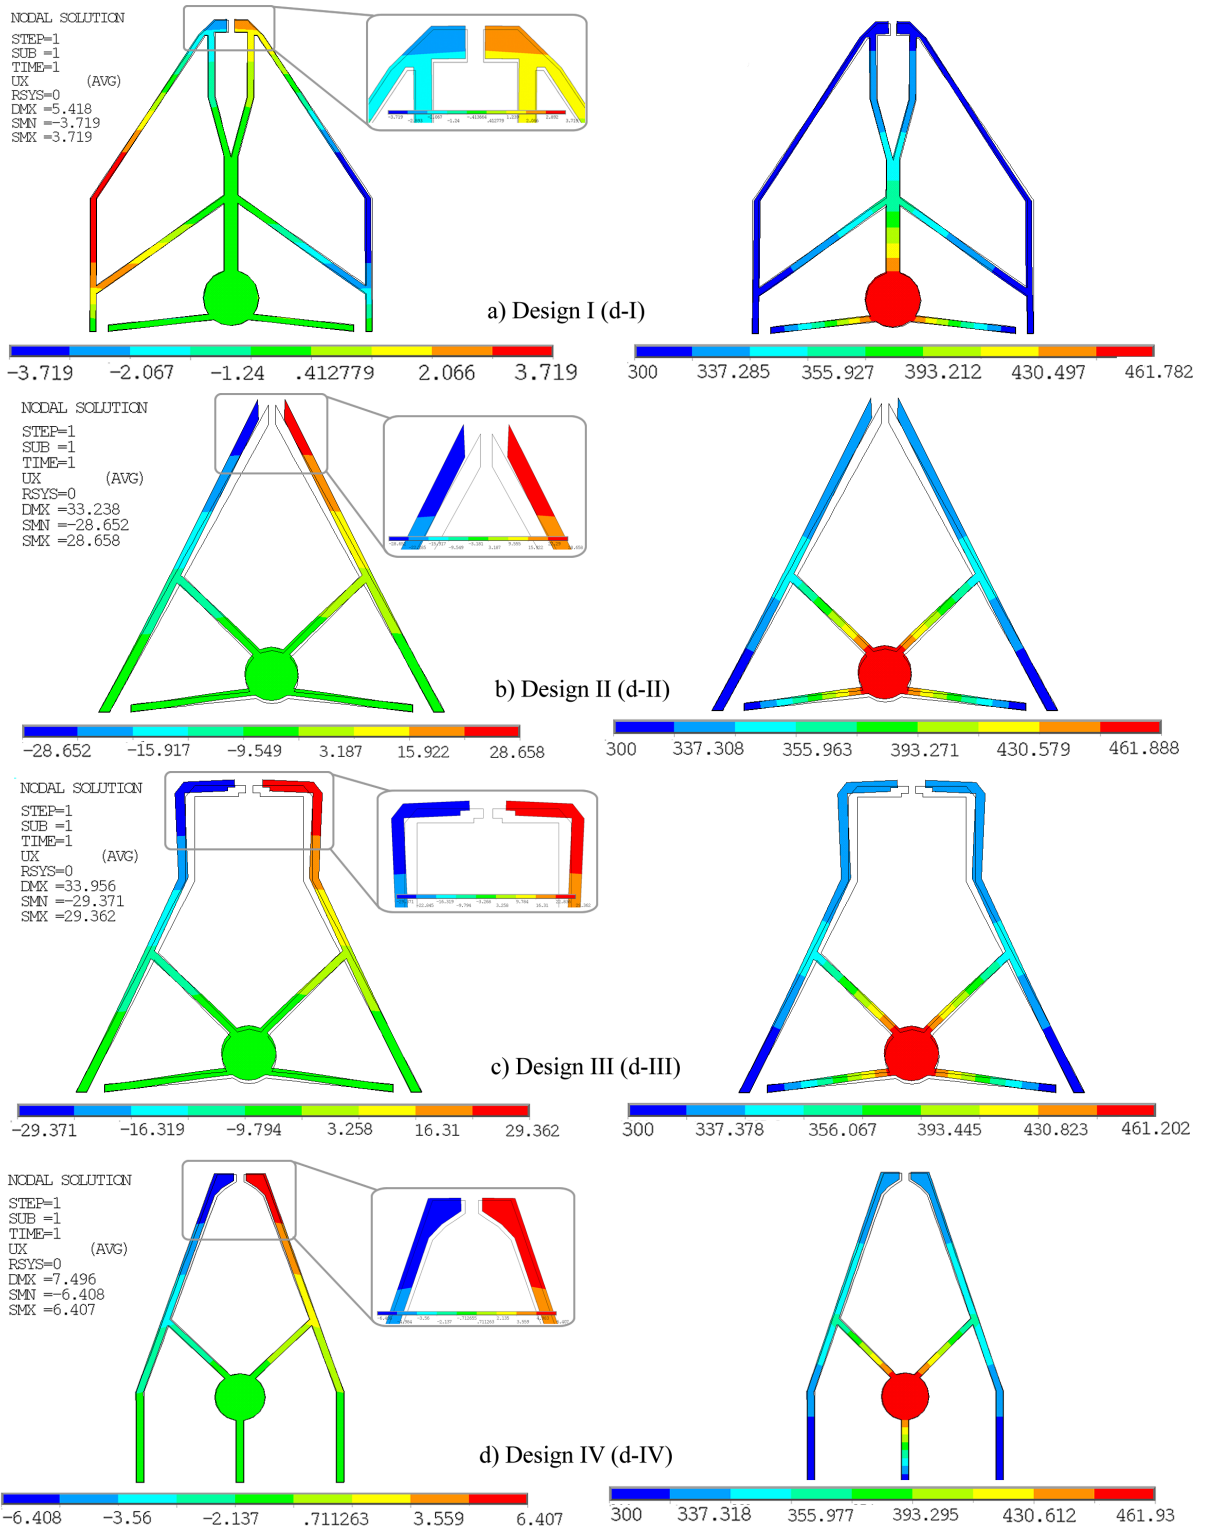 NODAL SOLUTION
STEP=1
SUB =1
TIME=1
UX (AVG)
RSYS=0
DMX =5.418
SMN =-3.719
SMX =3.719
a) Design I (d-I)
-3.719 -2.067 -1.24 .412779 2.066 3.719
300 337.285 355.927 393.212 430.497 461.782
NODAL SOLUTION
STEP=1
SUB =1
TIME=1
UX (AVG)
RSYS=0
DMX =33.238
SMN =-28.652
SMX =28.658
b) Design II (d-II)
-28.652 -15.917 -9.549 3.187 15.922 28.658
300 337.308 355.963 393.271 430.579 461.888
NODAL SOLUTION
STEP=1
SUB =1
TIME=1
UX (AVG)
RSYS=0
DMX =33.956
SMN =-29.371
SMX =29.362
c) Design III (d-III)
-29.371 -16.319 -9.794 3.258 16.31 29.362
300 337.378 356.067 393.445 430.823 461.202
NODAL SOLUTION
STEP=1
SUB =1
TIME=1
UX (AVG)
RSYS=0
DMX =7.496
SMN =-6.408
SMX =6.407
d) Design IV (d-IV)
-6.408 -3.56 -2.137 .711263 3.559 6.407
300 337.318 355.977 393.295 430.612 461.93